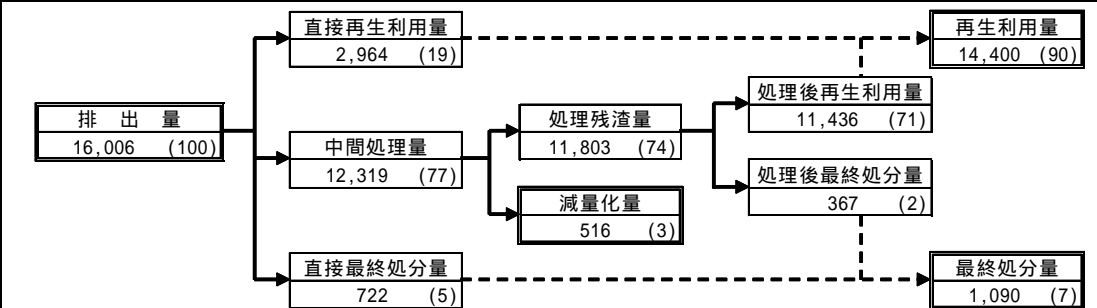 直接再生利用量
2,964 (19)
再生利用量
14,400 (90)
処理後再生利用量
11,436 (71)
排 出 量
16,006 (100)
処理残渣量
11,803 (74)
中間処理量
12,319 (77)
処理後最終処分量
367 (2)
減量化量
516 (3)
直接最終処分量
722 (5)
最終処分量
1,090 (7)